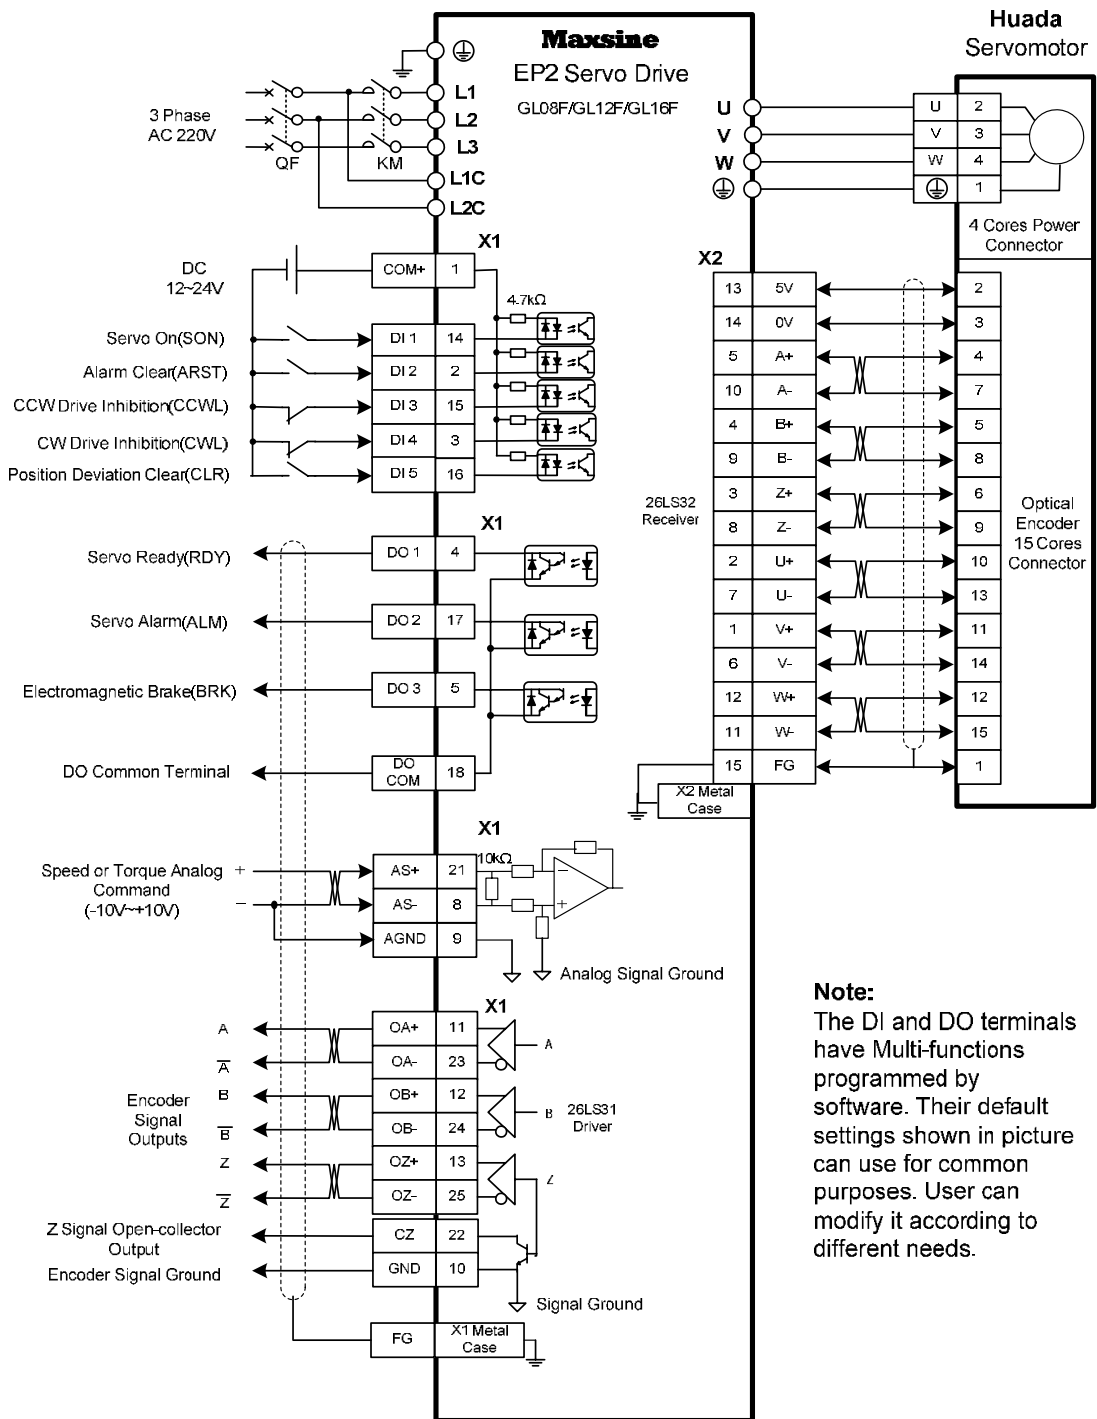 Maxsine
EP2 Servo Drive
GL08F/GL12F/GL16F
Huada
Servomotor
3 Phase
AC 220V
QF
KM
L1
L2
L3
L1C
L2C
U
V
W
U 2
V 3
W 4
1
4 Cores Power
Connector
X1
DC
12~24V
COM+ 1
4.7kΩ
Servo On(SON) DI 1 14
Alarm Clear(ARST) DI 2 2
CCW Drive Inhibition(CCWL) DI 3 15
CW Drive Inhibition(CWL) DI 4 3
Position Deviation Clear(CLR) DI 5 16
X1
Servo Ready(RDY) DO 1 4
Servo Alarm(ALM) DO 2 17
Electromagnetic Brake(BRK) DO 3 5
DO Common Terminal DO COM 18
X2
26LS32
Receiver
13 5V 2
14 0V 3
5 A+ 4
10 A- 7
4 B+ 5
9 B- 8
3 Z+ 6
8 Z- 9
2 U+ 10
7 U- 13
1 V+ 11
6 V- 14
12 W+ 12
11 W- 15
15 FG 1
X2 Metal
Case
Optical
Encoder
15 Cores
Connector
X1
10kΩ
Speed or Torque Analog
Command
(-10V~+10V)
+ AS+ 21 −
− AS- 8 +
AGND 9
Analog Signal Ground
X1
A OA+ 11
A̅ OA- 23
A
B OB+ 12
B̅ OB- 24
B
Z OZ+ 13
Z̅ OZ- 25
Z
Encoder
Signal
Outputs
26LS31
Driver
Z Signal Open-collector
Output
CZ 22
Encoder Signal Ground GND 10
Signal Ground
FG X1 Metal
Case
Note:
The DI and DO terminals
have Multi-functions
programmed by
software. Their default
settings shown in picture
can use for common
purposes. User can
modify it according to
different needs.